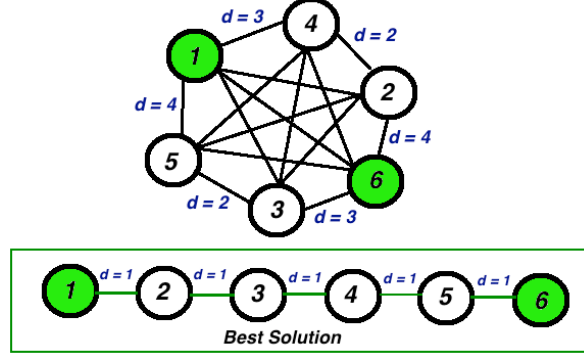 d = 3
4
d = 2
1
2
d = 4
d = 4
5
6
d = 2
3
d = 3
d = 1
d = 1
d = 1
d = 1
d = 1
1
2
3
4
5
6
Best Solution